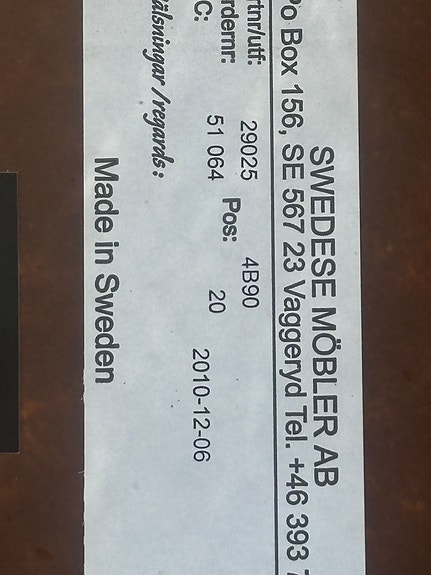 SWEDESE MÖBLER AB
Po Box 156, SE 567 23 Vaggeryd Tel. +46 393 7
rtnr/utf: 29025 4B90
rdernr: 51 064 Pos: 20
C: 2010-12-06
älsningar /regards:
Made in Sweden